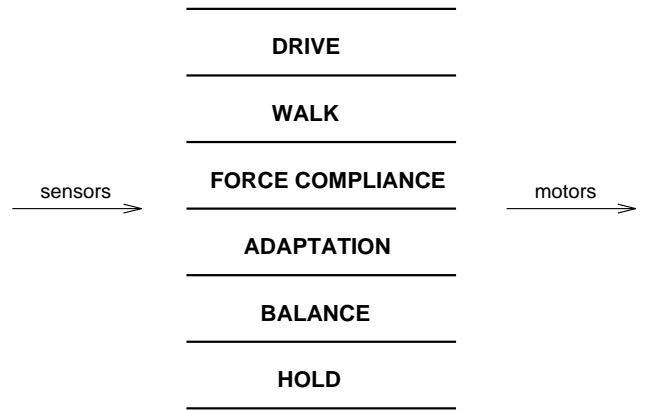 DRIVE
WALK
FORCE COMPLIANCE
sensors
motors
ADAPTATION
BALANCE
HOLD